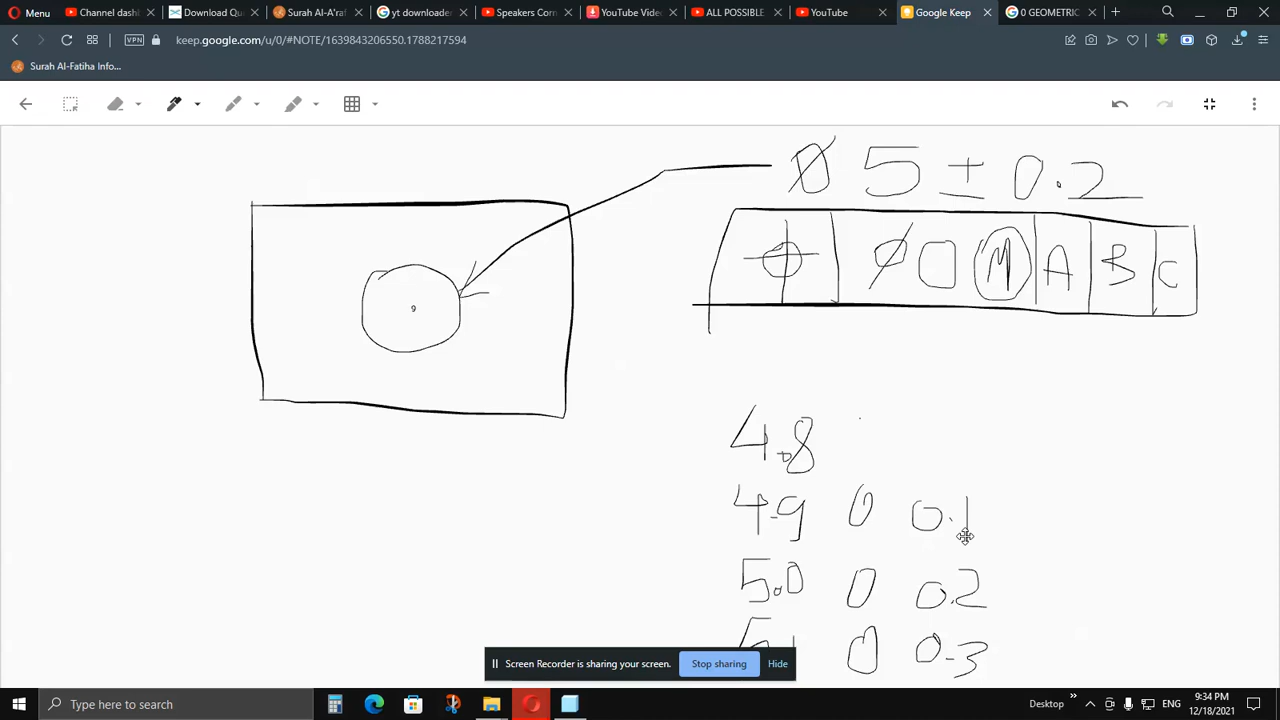 Menu
Channel dasl
Download Qu
Surah Al-A'raf
yt downloader
Speakers Corn
YouTube Vide
ALL POSSIBLE
YouTube
Google Keep
0 GEOMETRIC
VPN keep.google.com/u/0/#NOTE/1639843206550.1788217594
Surah Al-Fatiha Info...
Ø 5 ± 0.2
⌖ Ø 0 Ⓜ A B C
4.8
4.9 0 0.1
5.0 0 0.2
0 0.3
Screen Recorder is sharing your screen. Stop sharing Hide
Type here to search
Desktop
ENG
9:34 PM
12/18/2021